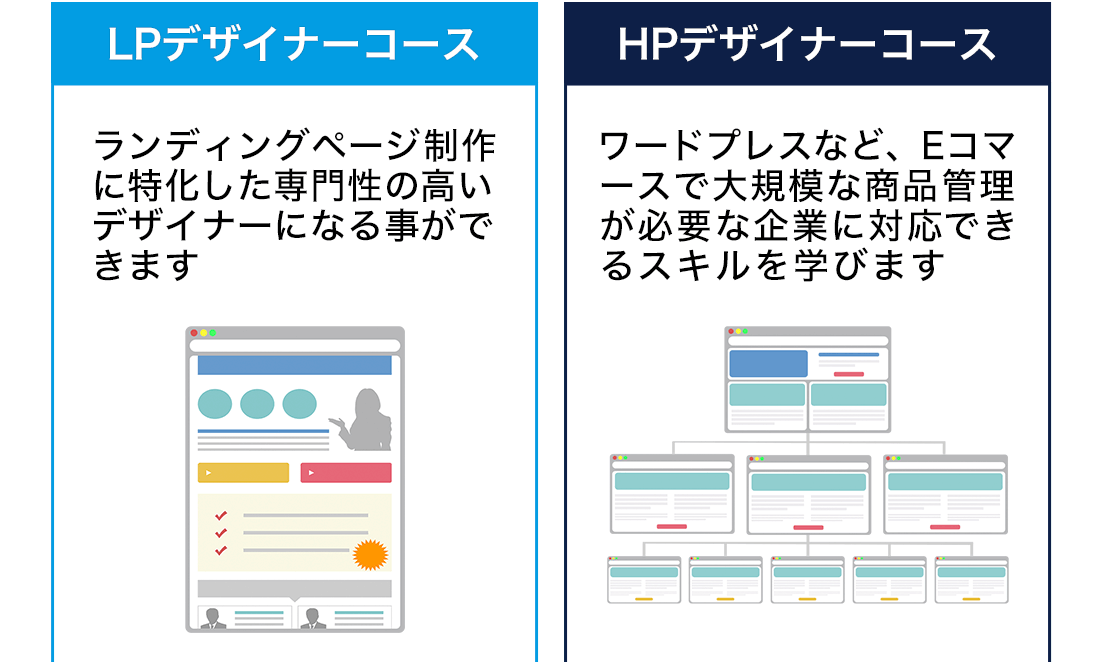 LPデザイナーコース
ランディングページ制作
に特化した専門性の高い
デザイナーになる事がで
きます
HPデザイナーコース
ワードプレスなど、Eコマ
ースで大規模な商品管理
が必要な企業に対応でき
るスキルを学びます